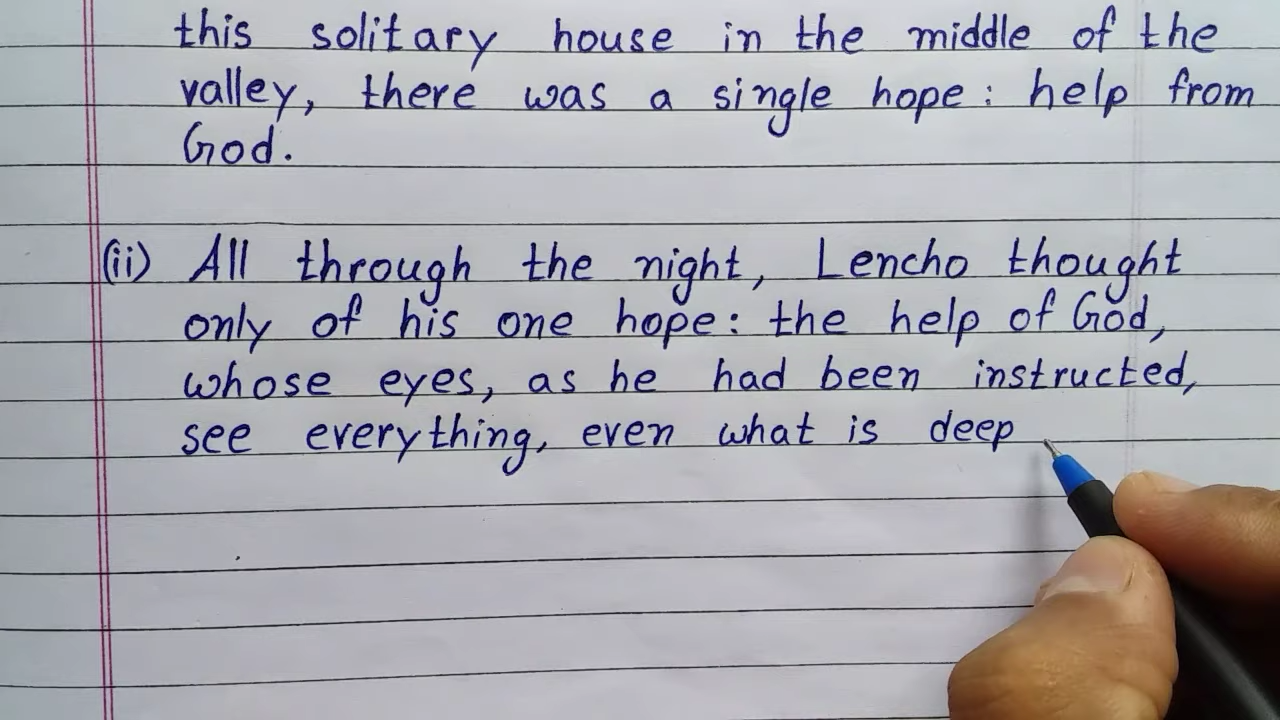 this solitary house in the middle of the
valley, there was a single hope: help from
God.
(ii) All through the night, Lencho thought
only of his one hope: the help of God,
whose eyes, as he had been instructed,
see everything, even what is deep